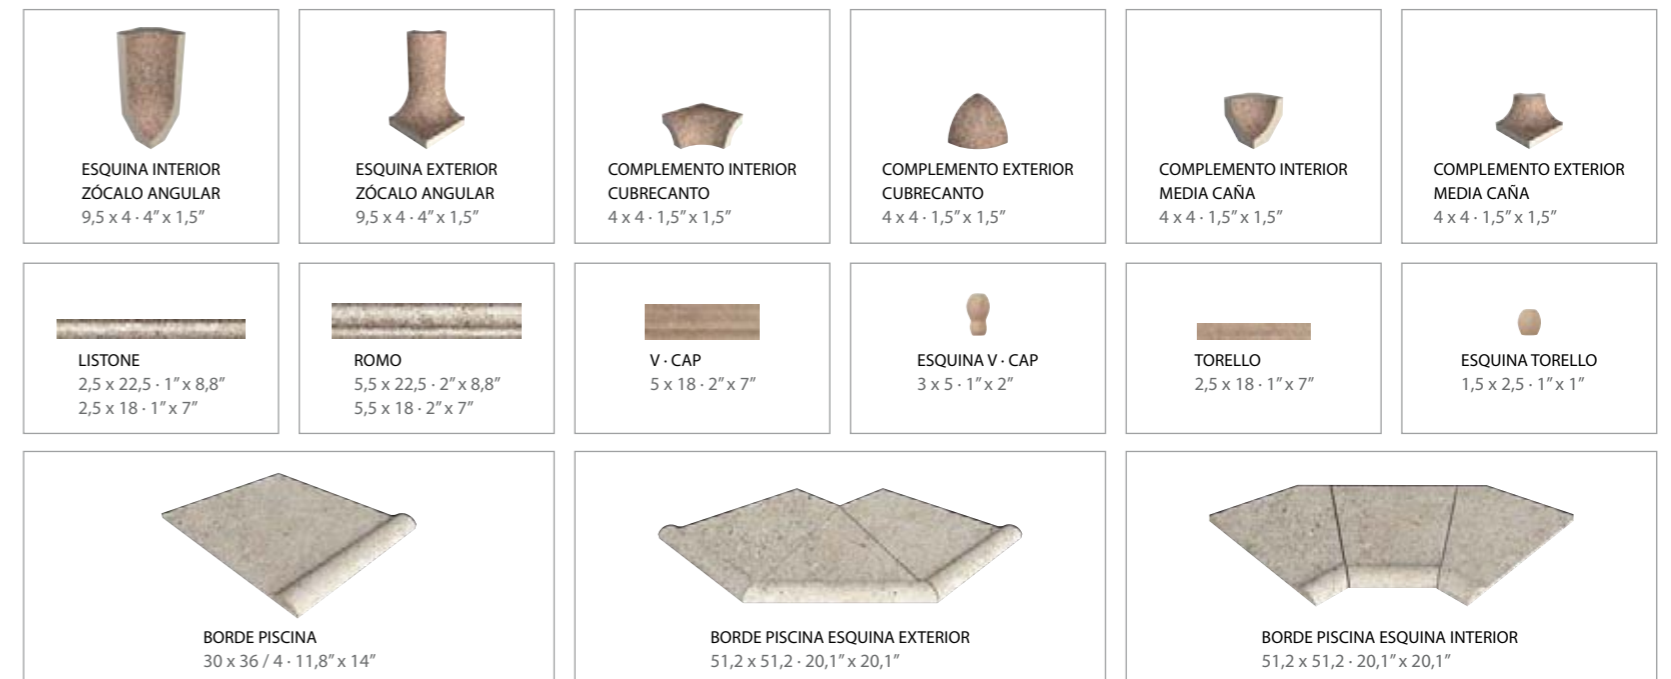 ESQUINA INTERIOR
ZÓCALO ANGULAR
9,5 x 4 · 4” x 1,5”
ESQUINA EXTERIOR
ZÓCALO ANGULAR
9,5 x 4 · 4” x 1,5”
COMPLEMENTO INTERIOR
CUBRECANTO
4 x 4 · 1,5” x 1,5”
COMPLEMENTO EXTERIOR
CUBRECANTO
4 x 4 · 1,5” x 1,5”
COMPLEMENTO INTERIOR
MEDIA CAÑA
4 x 4 · 1,5” x 1,5”
COMPLEMENTO EXTERIOR
MEDIA CAÑA
4 x 4 · 1,5” x 1,5”
LISTONE
2,5 x 22,5 · 1” x 8,8”
2,5 x 18 · 1” x 7”
ROMO
5,5 x 22,5 · 2” x 8,8”
5,5 x 18 · 2” x 7”
V · CAP
5 x 18 · 2” x 7”
ESQUINA V · CAP
3 x 5 · 1” x 2”
TORELLO
2,5 x 18 · 1” x 7”
ESQUINA TORELLO
1,5 x 2,5 · 1” x 1”
BORDE PISCINA
30 x 36 / 4 · 11,8” x 14”
BORDE PISCINA ESQUINA EXTERIOR
51,2 x 51,2 · 20,1” x 20,1”
BORDE PISCINA ESQUINA INTERIOR
51,2 x 51,2 · 20,1” x 20,1”